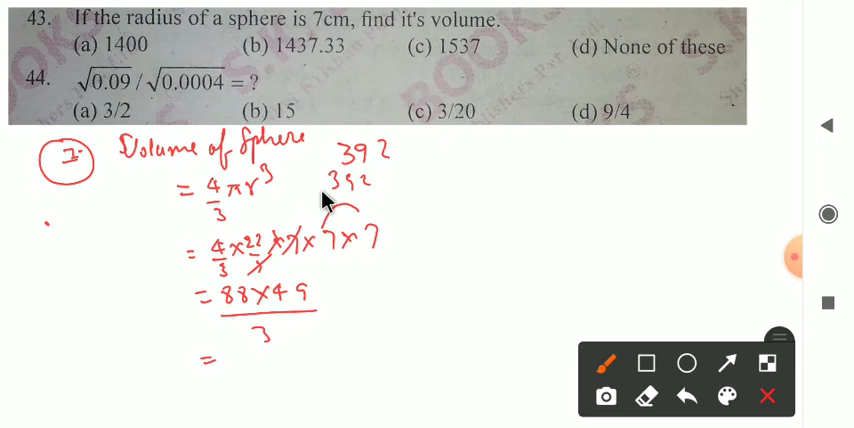 43. If the radius of a sphere is 7cm, find it's volume.
(a) 1400 (b) 1437.33 (c) 1537 (d) None of these
44. √0.09 / √0.0004 = ?
(a) 3/2 (b) 15 (c) 3/20 (d) 9/4
I. Volume of Sphere
392
= 4/3 πr³ 392
= 4/3 × 22/7 × 7 × 7 × 7
= 88×49/3
=